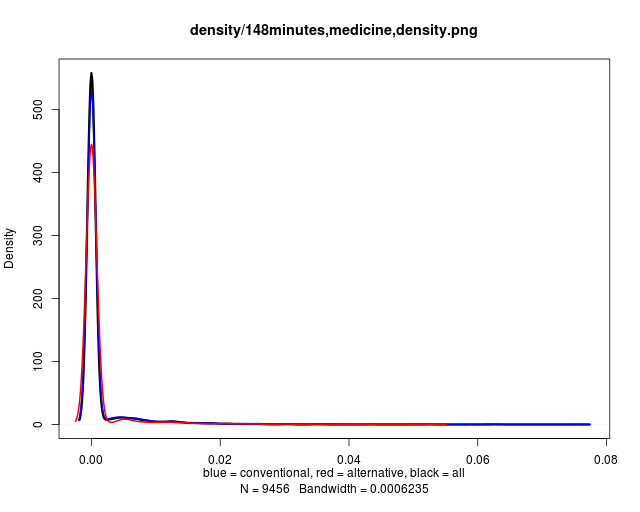 density/148minutes,medicine,density.png
Density
0
100
200
300
400
500
0.00
0.02
0.04
0.06
0.08
blue = conventional, red = alternative, black = all
N = 9456   Bandwidth = 0.0006235